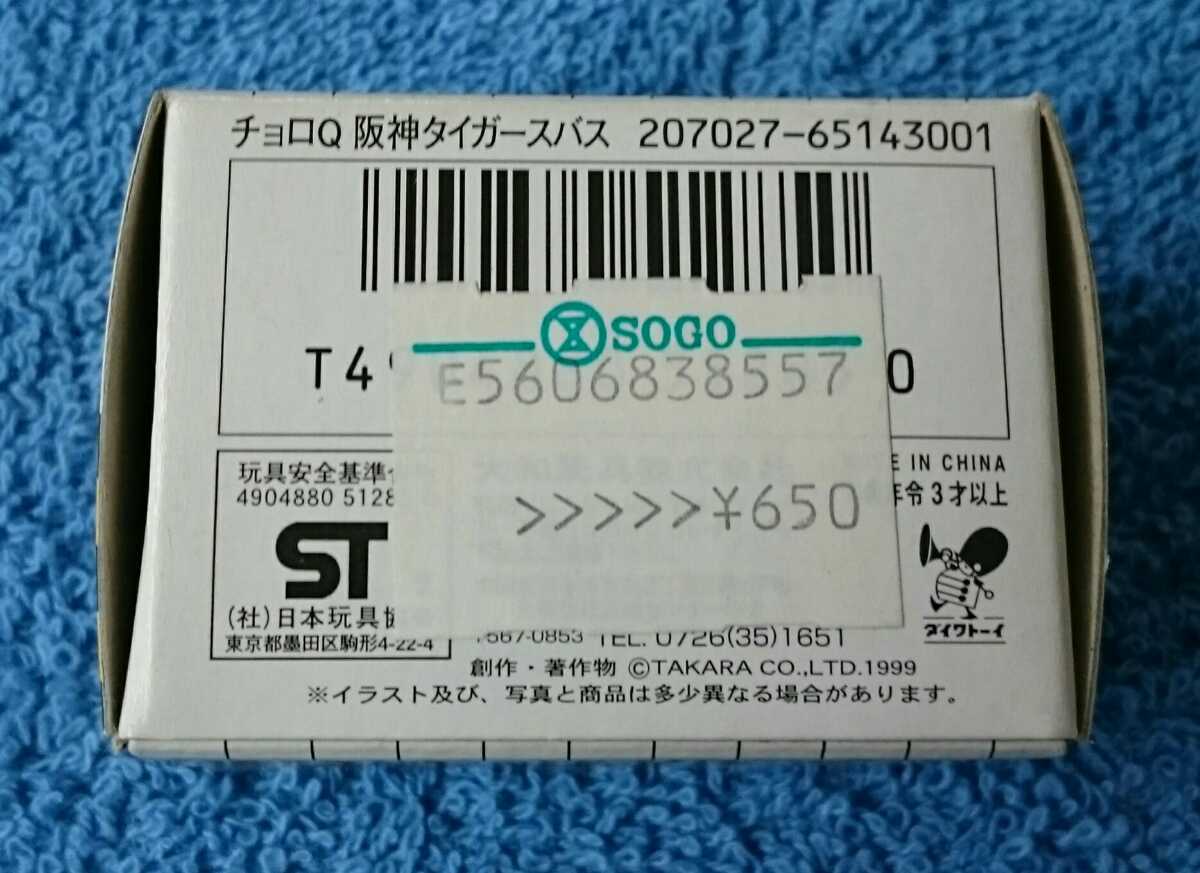 チョロQ 阪神タイガースバス 207027-65143001
SOGO
T4
E5606838557
0
玩具安全基準
4904880 5128
ST
(社)日本玩具
東京都墨田区駒形4-22-4
>>>>>¥650
IN CHINA
令3才以上
ダイワトーイ
〒567-0853 TEL. 0726(35)1651
創作・著作物 ©TAKARA CO.,LTD.1999
※イラスト及び、写真と商品は多少異なる場合があります。